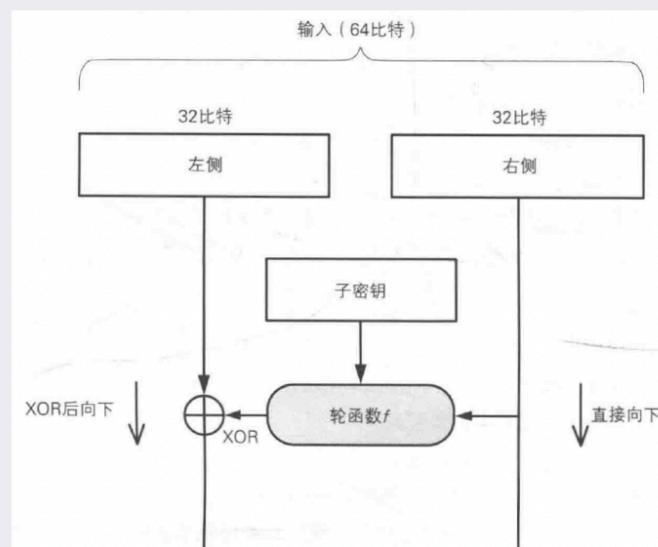 输入（64比特）
32比特
32比特
左侧
右侧
子密钥
XOR后向下
XOR
轮函数f
直接向下